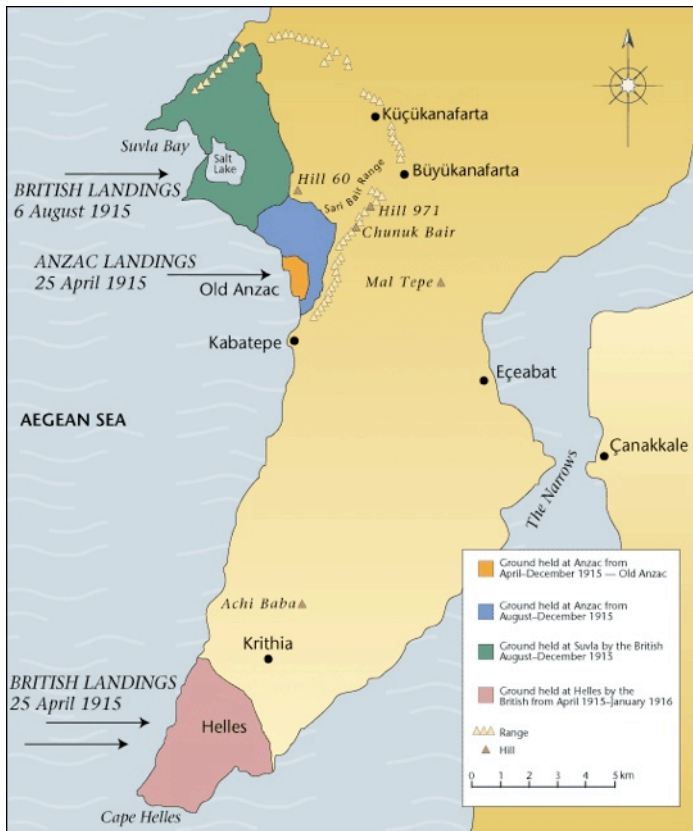 Suvla Bay
Salt
Lake
BRITISH LANDINGS
6 August 1915
Küçükanafarta
Büyükanafarta
Hill 60
Sari Bair Range
Hill 971
Chunuk Bair
ANZAC LANDINGS
25 April 1915
Old Anzac
Mal Tepe
Kabatepe
Eçeabat
AEGEAN SEA
Çanakkale
The Narrows
Achi Baba
Krithia
BRITISH LANDINGS
25 April 1915
Helles
Cape Helles
Ground held at Anzac from
April–December 1915 — Old Anzac
Ground held at Anzac from
August–December 1915
Ground held at Suvla by the British
August–December 1915
Ground held at Helles by the
British from April 1915–January 1916
Range
Hill
0 1 2 3 4 5 km